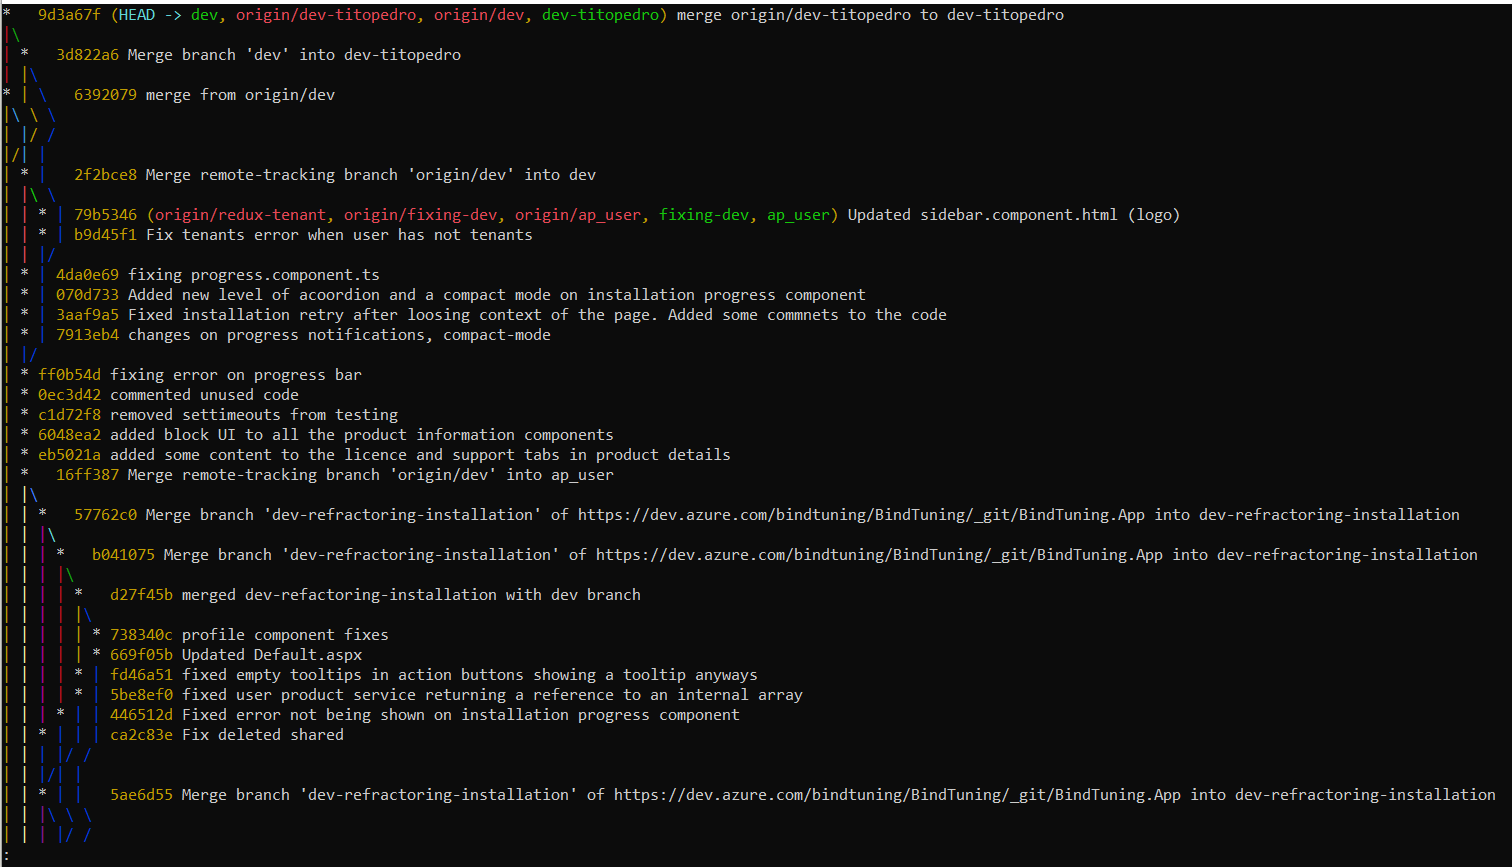 * 9d3a67f (HEAD -> dev, origin/dev-titopedro, origin/dev, dev-titopedro) merge origin/dev-titopedro to dev-titopedro
|\
| * 3d822a6 Merge branch 'dev' into dev-titopedro
| |\
* | \ 6392079 merge from origin/dev
|\ \ \
| |/ /
|/| |
| * | 2f2bce8 Merge remote-tracking branch 'origin/dev' into dev
| |\ \
| | * | 79b5346 (origin/redux-tenant, origin/fixing-dev, origin/ap_user, fixing-dev, ap_user) Updated sidebar.component.html (logo)
| | * | b9d45f1 Fix tenants error when user has not tenants
| | |/
| * | 4da0e69 fixing progress.component.ts
| * | 070d733 Added new level of acoordion and a compact mode on installation progress component
| * | 3aaf9a5 Fixed installation retry after loosing context of the page. Added some commnets to the code
| * | 7913eb4 changes on progress notifications, compact-mode
| |/
| * ff0b54d fixing error on progress bar
| * 0ec3d42 commented unused code
| * c1d72f8 removed settimeouts from testing
| * 6048ea2 added block UI to all the product information components
| * eb5021a added some content to the licence and support tabs in product details
| * 16ff387 Merge remote-tracking branch 'origin/dev' into ap_user
| |\
| | * 57762c0 Merge branch 'dev-refractoring-installation' of https://dev.azure.com/bindtuning/BindTuning/_git/BindTuning.App into dev-refractoring-installation
| | |\
| | | * b041075 Merge branch 'dev-refractoring-installation' of https://dev.azure.com/bindtuning/BindTuning/_git/BindTuning.App into dev-refractoring-installation
| | | |\
| | | | * d27f45b merged dev-refactoring-installation with dev branch
| | | | |\
| | | | | * 738340c profile component fixes
| | | | | * 669f05b Updated Default.aspx
| | | | * | fd46a51 fixed empty tooltips in action buttons showing a tooltip anyways
| | | | * | 5be8ef0 fixed user product service returning a reference to an internal array
| | | * | | 446512d Fixed error not being shown on installation progress component
| | * | | | ca2c83e Fix deleted shared
| | | |/ /
| | |/| |
| | * | | 5ae6d55 Merge branch 'dev-refractoring-installation' of https://dev.azure.com/bindtuning/BindTuning/_git/BindTuning.App into dev-refractoring-installation
| | |\ \ \
| | | |/ /
: